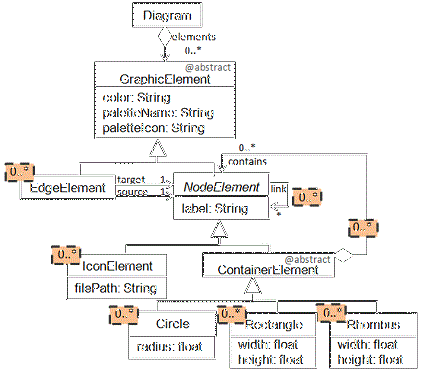 Diagram
elements
0..*
@abstract
GraphicElement
color: String
paletteName: String
paletteIcon: String
0..*
contains
0..*
EdgeElement
target 1
source 1
NodeElement
label: String
link
0..*
*
0..*
0..*
IconElement
filePath: String
@abstract
ContainerElement
0..*
Circle
radius: float
0..*
Rectangle
width: float
height: float
0..*
Rhombus
width: float
height: float